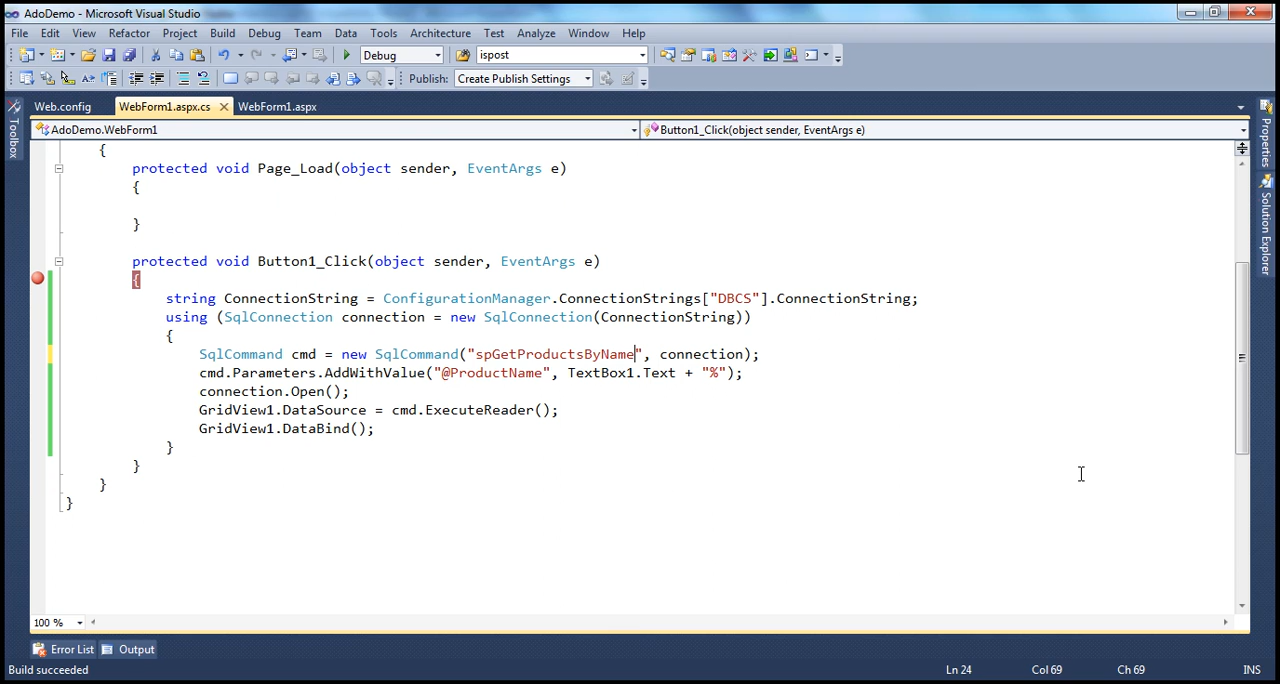 AdoDemo - Microsoft Visual Studio
File Edit View Refactor Project Build Debug Team Data Tools Architecture Test Analyze Window Help
Debug ispost
Publish: Create Publish Settings
Web.config WebForm1.aspx.cs WebForm1.aspx
AdoDemo.WebForm1 Button1_Click(object sender, EventArgs e)
Toolbox
Properties
Solution Explorer
{
protected void Page_Load(object sender, EventArgs e)
{
}
protected void Button1_Click(object sender, EventArgs e)
{
string ConnectionString = ConfigurationManager.ConnectionStrings["DBCS"].ConnectionString;
using (SqlConnection connection = new SqlConnection(ConnectionString))
{
SqlCommand cmd = new SqlCommand("spGetProductsByName", connection);
cmd.Parameters.AddWithValue("@ProductName", TextBox1.Text + "%");
connection.Open();
GridView1.DataSource = cmd.ExecuteReader();
GridView1.DataBind();
}
}
}
}
100 %
Error List Output
Build succeeded Ln 24 Col 69 Ch 69 INS